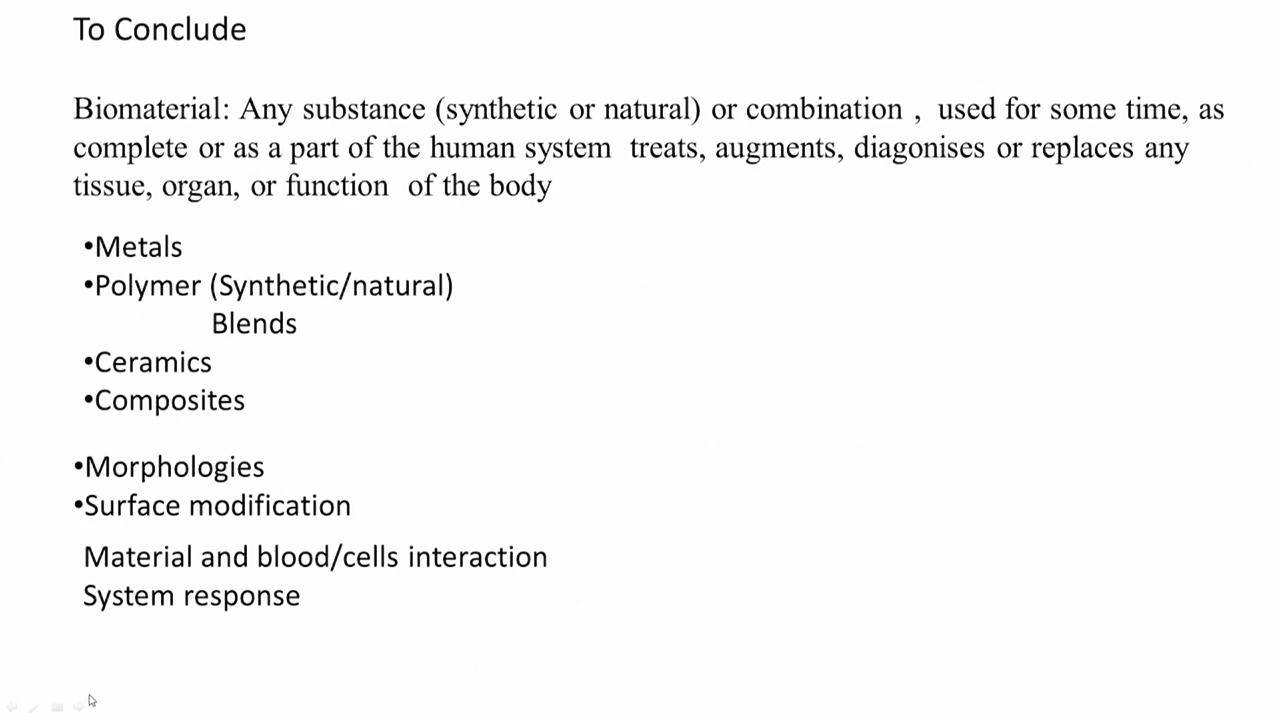 To Conclude
Biomaterial: Any substance (synthetic or natural) or combination , used for some time, as
complete or as a part of the human system treats, augments, diagonises or replaces any
tissue, organ, or function of the body
•Metals
•Polymer (Synthetic/natural)
Blends
•Ceramics
•Composites
•Morphologies
•Surface modification
Material and blood/cells interaction
System response